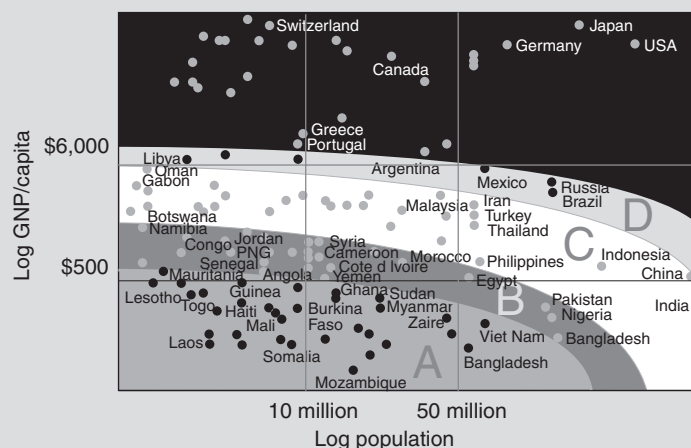 Switzerland
Japan
Germany
USA
Canada
Greece
Portugal
$6,000
Libya
Oman
Gabon
Argentina
Mexico
Russia
Brazil
D
Malaysia
Iran
Turkey
Thailand
C
Botswana
Namibia
Congo
Jordan
PNG
Senegal
Syria
Cameroon
Cote d Ivoire
Morocco
Philippines
Indonesia
China
$500
Mauritania
Angola
Yemen
Egypt
B
Lesotho
Togo
Guinea
Haiti
Mali
Ghana
Burkina
Faso
Sudan
Myanmar
Zaire
Pakistan
Nigeria
Bangladesh
India
Laos
Somalia
Mozambique
A
Viet Nam
Bangladesh
10 million
50 million
Log population
Log GNP/capita